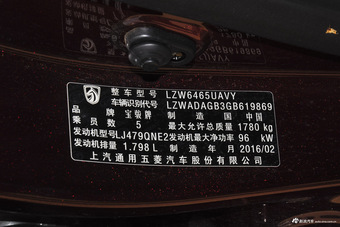 整车型号 LZW6465UAVY
车辆识别代号 LZWADAGB3GB619869
品牌 宝骏牌 制造国 中国
乘员数 5 最大允许总质量 1780 kg
发动机型号 LJ479QNE2 发动机最大净功率 96 kW
发动机排量 1.798 L 制造年月 2016/02
上汽通用五菱汽车股份有限公司